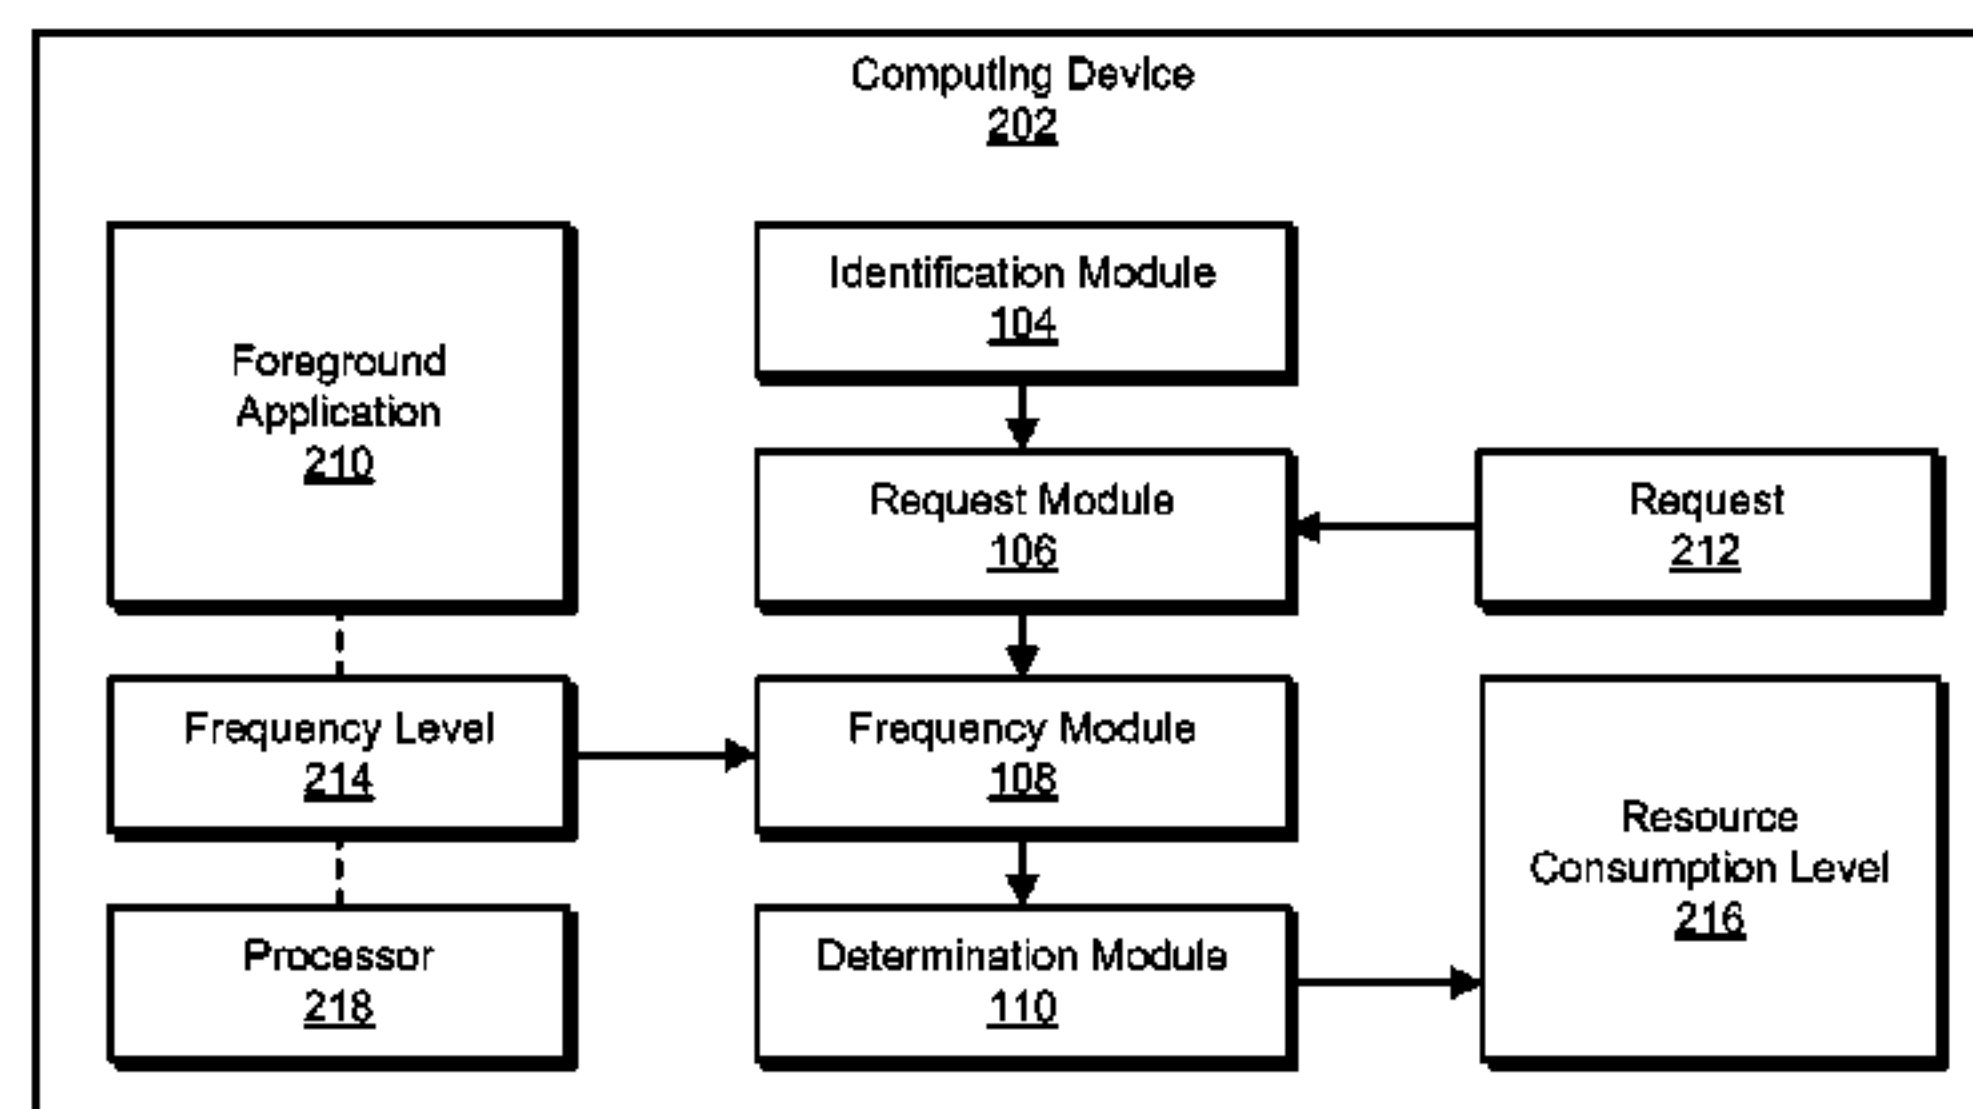 Computing Device
202
Identification Module
104
Foreground
Application
210
Request Module
106
Request
212
Frequency Level
214
Frequency Module
108
Resource
Consumption Level
216
Processor
218
Determination Module
110